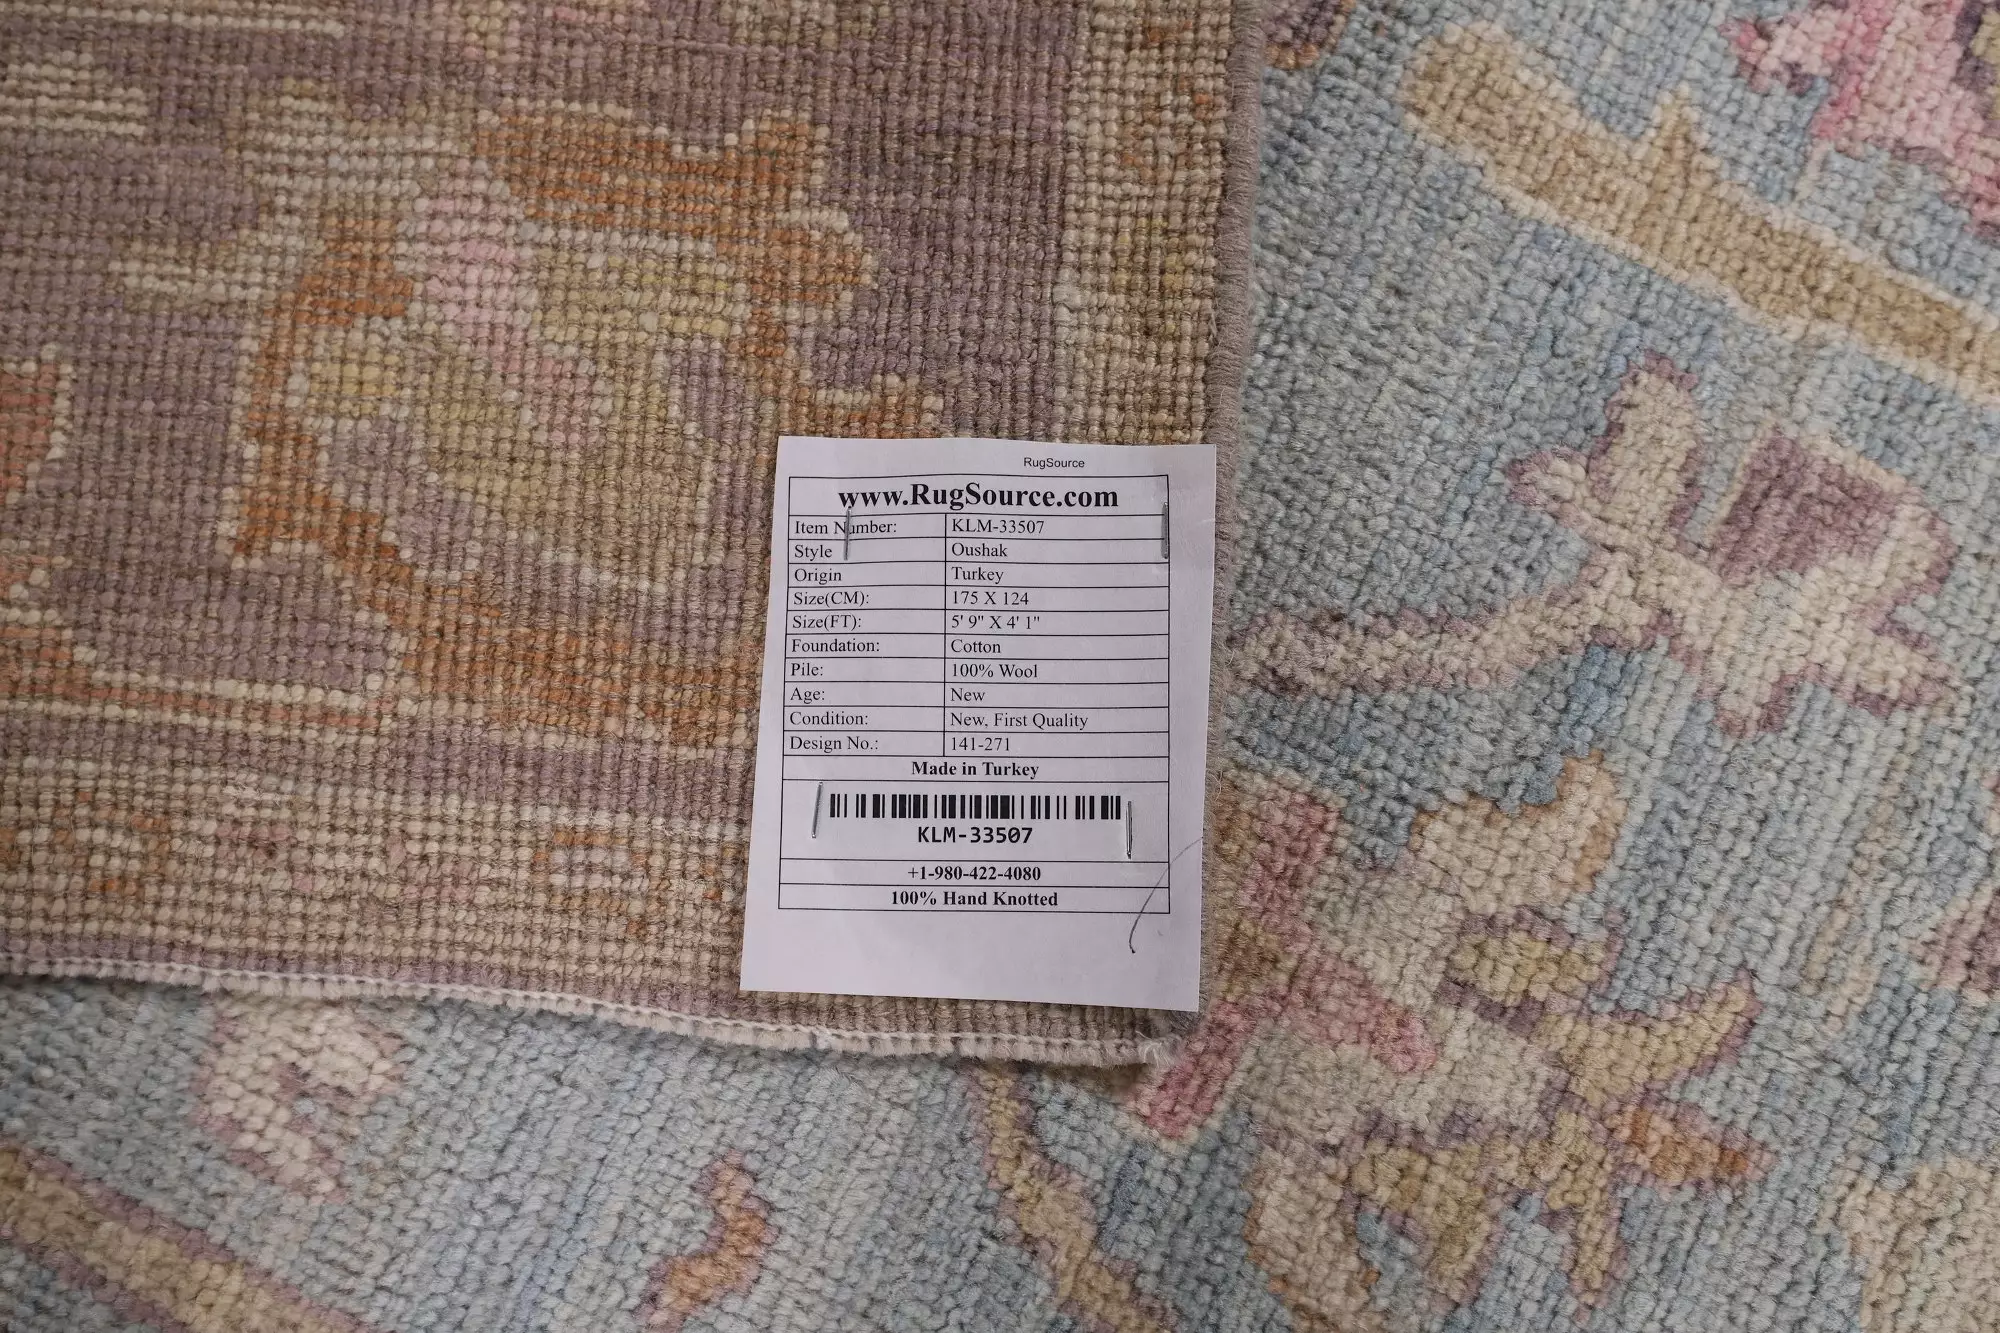 RugSource
www.RugSource.com
Item Number: KLM-33507
Style Oushak
Origin Turkey
Size(CM): 175 X 124
Size(FT): 5' 9" X 4' 1"
Foundation: Cotton
Pile: 100% Wool
Age: New
Condition: New, First Quality
Design No.: 141-271
Made in Turkey
KLM-33507
+1-980-422-4080
100% Hand Knotted